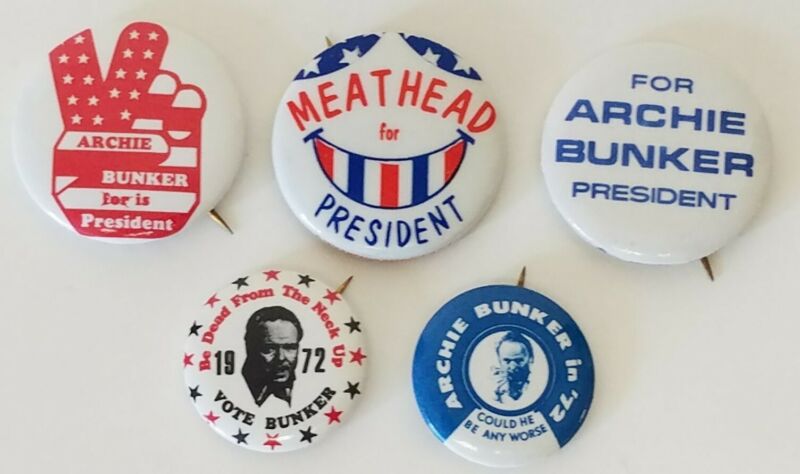 ARCHIE
BUNKER
for is
President
MEATHEAD
for
PRESIDENT
FOR
ARCHIE
BUNKER
PRESIDENT
Be Dead From The Neck Up
19 72
VOTE BUNKER
ARCHIE BUNKER in '72
COULD HE
BE ANY WORSE